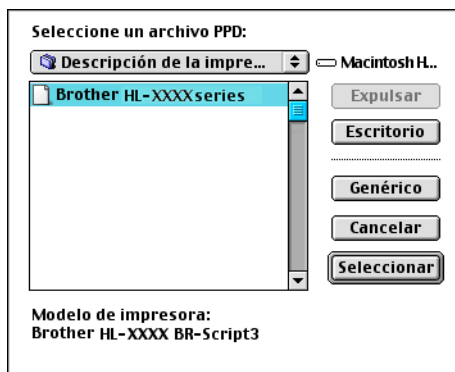 Seleccione un archivo PPD:
Descripción de la impre...
Macintosh H...
Brother HL-XXXX series
Expulsar
Escritorio
Genérico
Cancelar
Seleccionar
Modelo de impresora:
Brother HL-XXXX BR-Script3